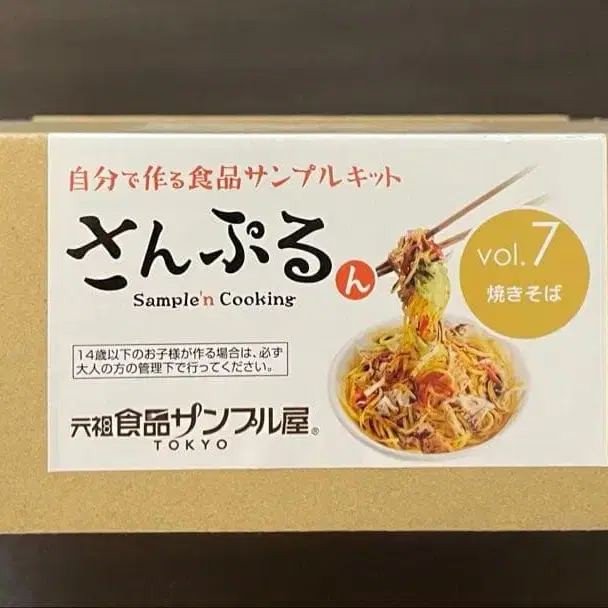 自分で作る食品サンプルキット
さんぷるん
Sample'n Cooking
vol.7
焼きそば
14歳以下のお子様が作る場合は、必ず
大人の方の管理下で行ってください。
元祖食品サンプル屋®
TOKYO